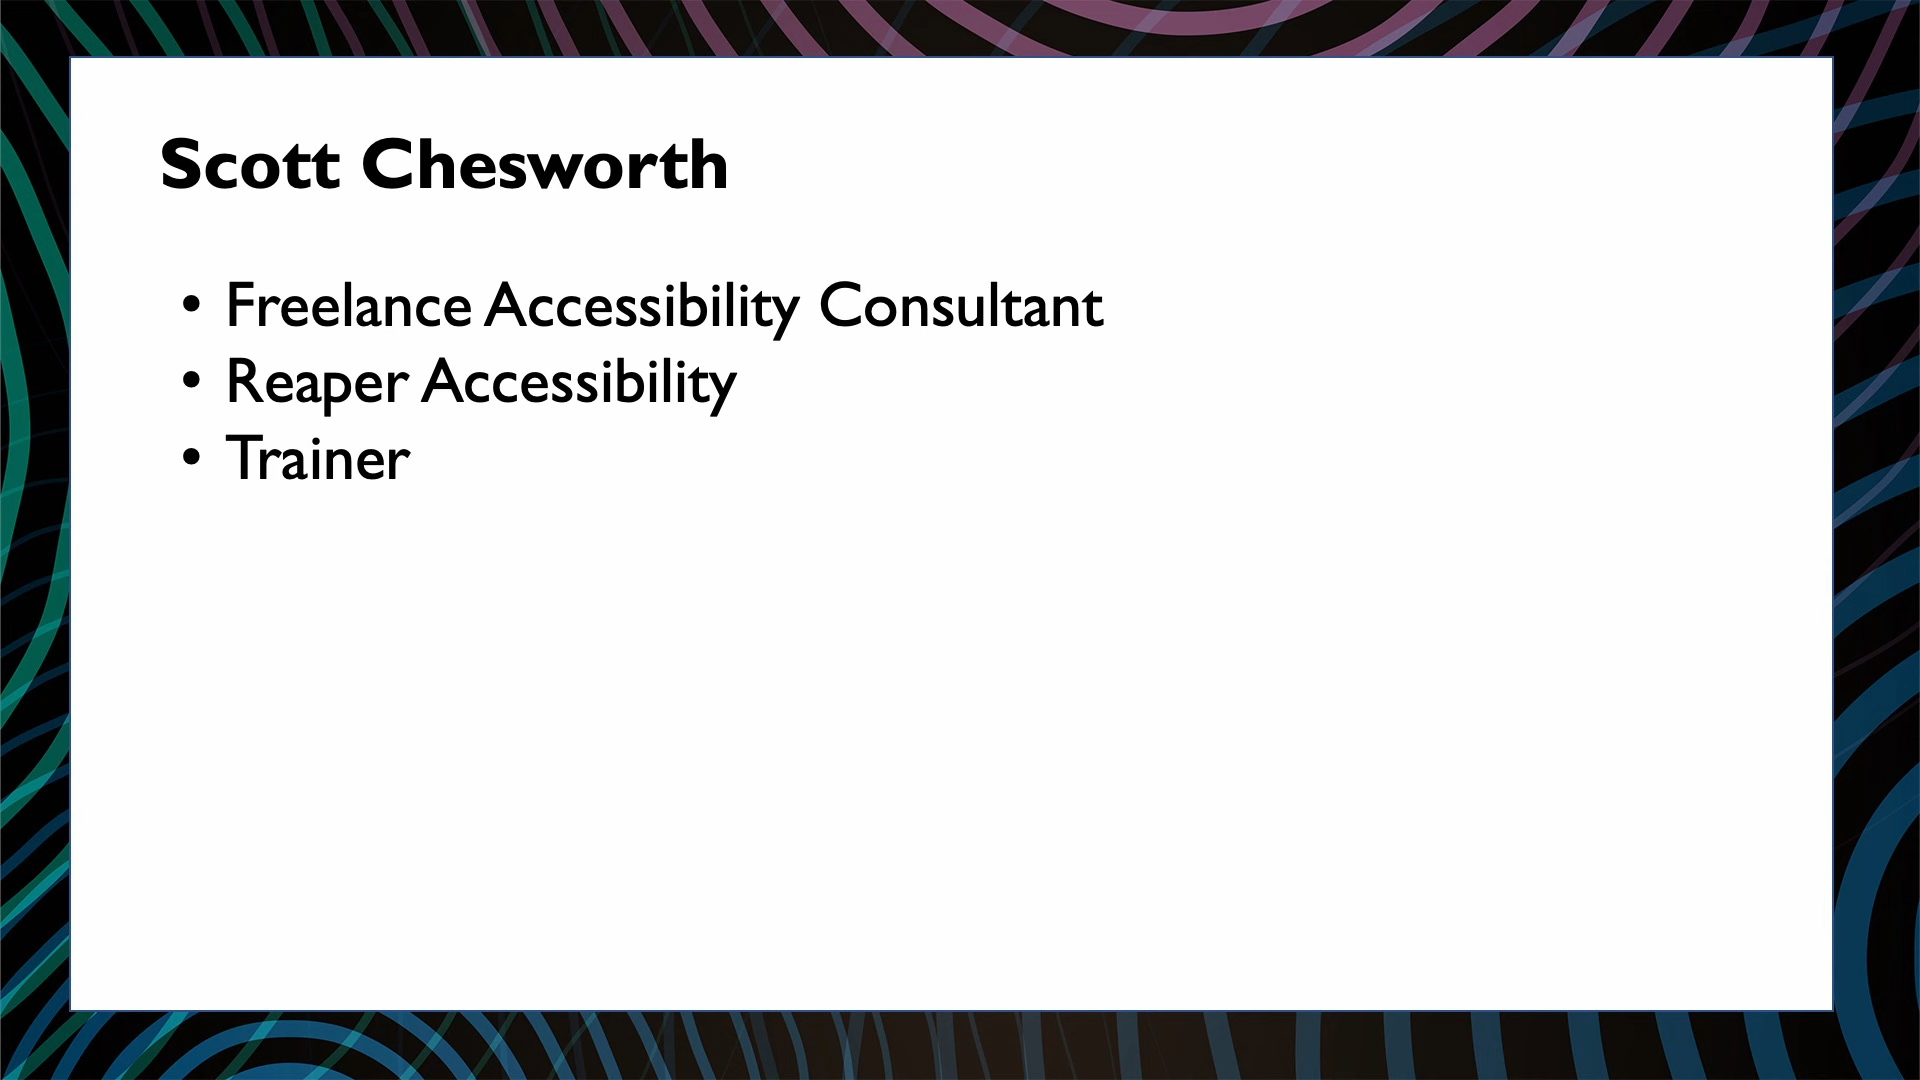 Scott Chesworth
• Freelance Accessibility Consultant
• Reaper Accessibility
• Trainer